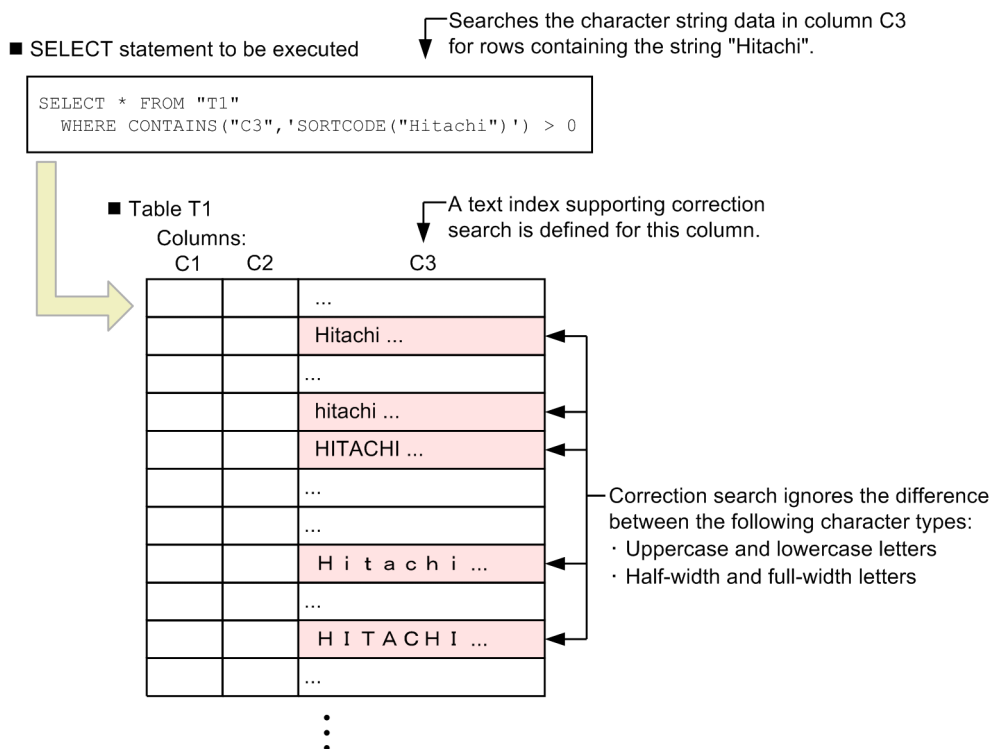 Searches the character string data in column C3
for rows containing the string "Hitachi".
■ SELECT statement to be executed
SELECT * FROM "T1"
WHERE CONTAINS("C3",'SORTCODE("Hitachi")') > 0
■ Table T1
A text index supporting correction
search is defined for this column.
Columns:
C1 C2 C3
...
Hitachi ...
...
hitachi ...
HITACHI ...
...
...
Ｈｉｔａｃｈｉ...
...
ＨＩＴＡＣＨＩ...
...
Correction search ignores the difference
between the following character types:
· Uppercase and lowercase letters
· Half-width and full-width letters